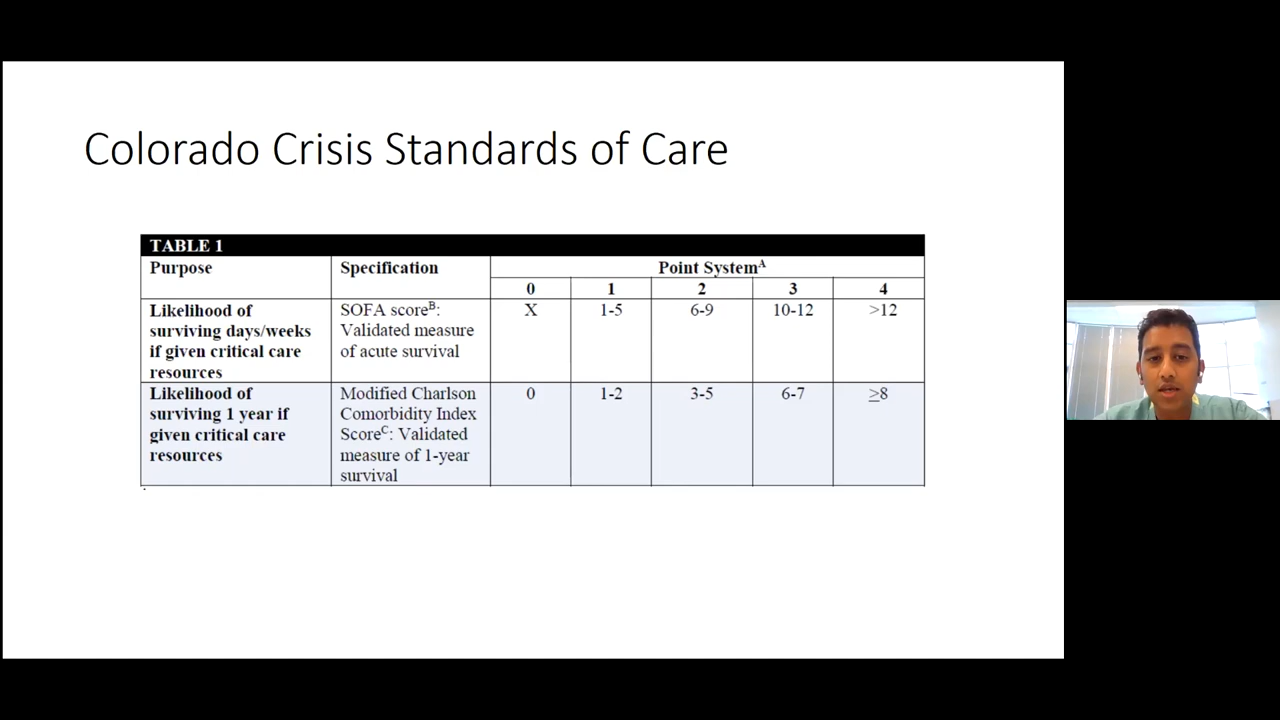 Colorado Crisis Standards of Care
TABLE 1
Purpose Specification Point Systemᴬ
0 1 2 3 4
Likelihood of surviving days/weeks if given critical care resources
SOFA scoreᴮ: Validated measure of acute survival
X 1-5 6-9 10-12 >12
Likelihood of surviving 1 year if given critical care resources
Modified Charlson Comorbidity Index Scoreᶜ: Validated measure of 1-year survival
0 1-2 3-5 6-7 ≥8